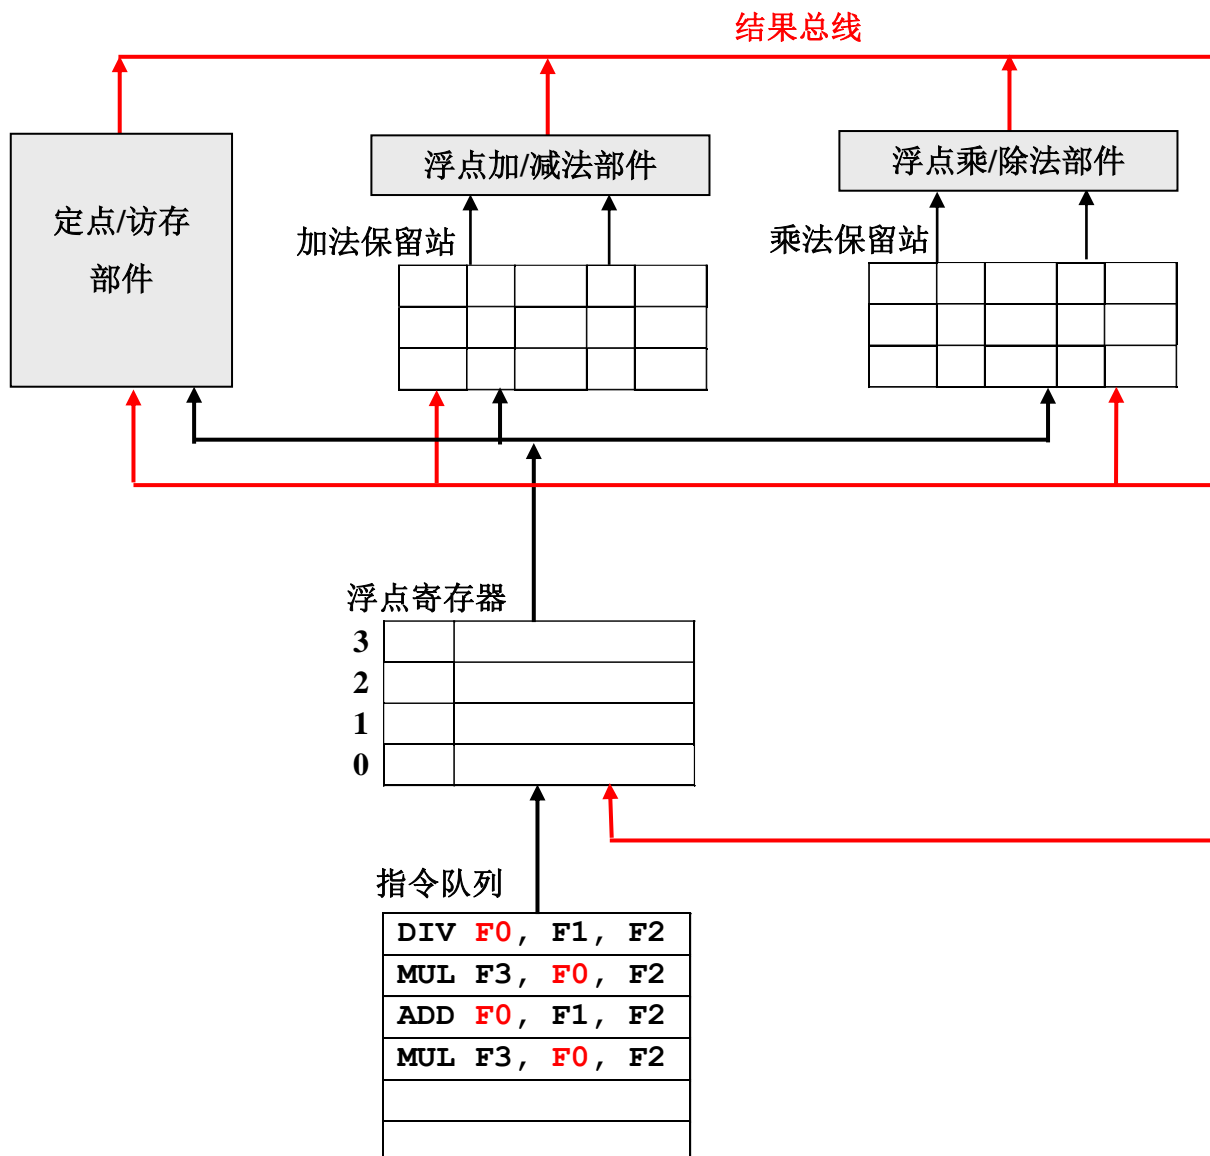 结果总线
浮点加/减法部件
浮点乘/除法部件
定点/访存
部件
加法保留站
乘法保留站
浮点寄存器
3
2
1
0
指令队列
DIV F0, F1, F2
MUL F3, F0, F2
ADD F0, F1, F2
MUL F3, F0, F2